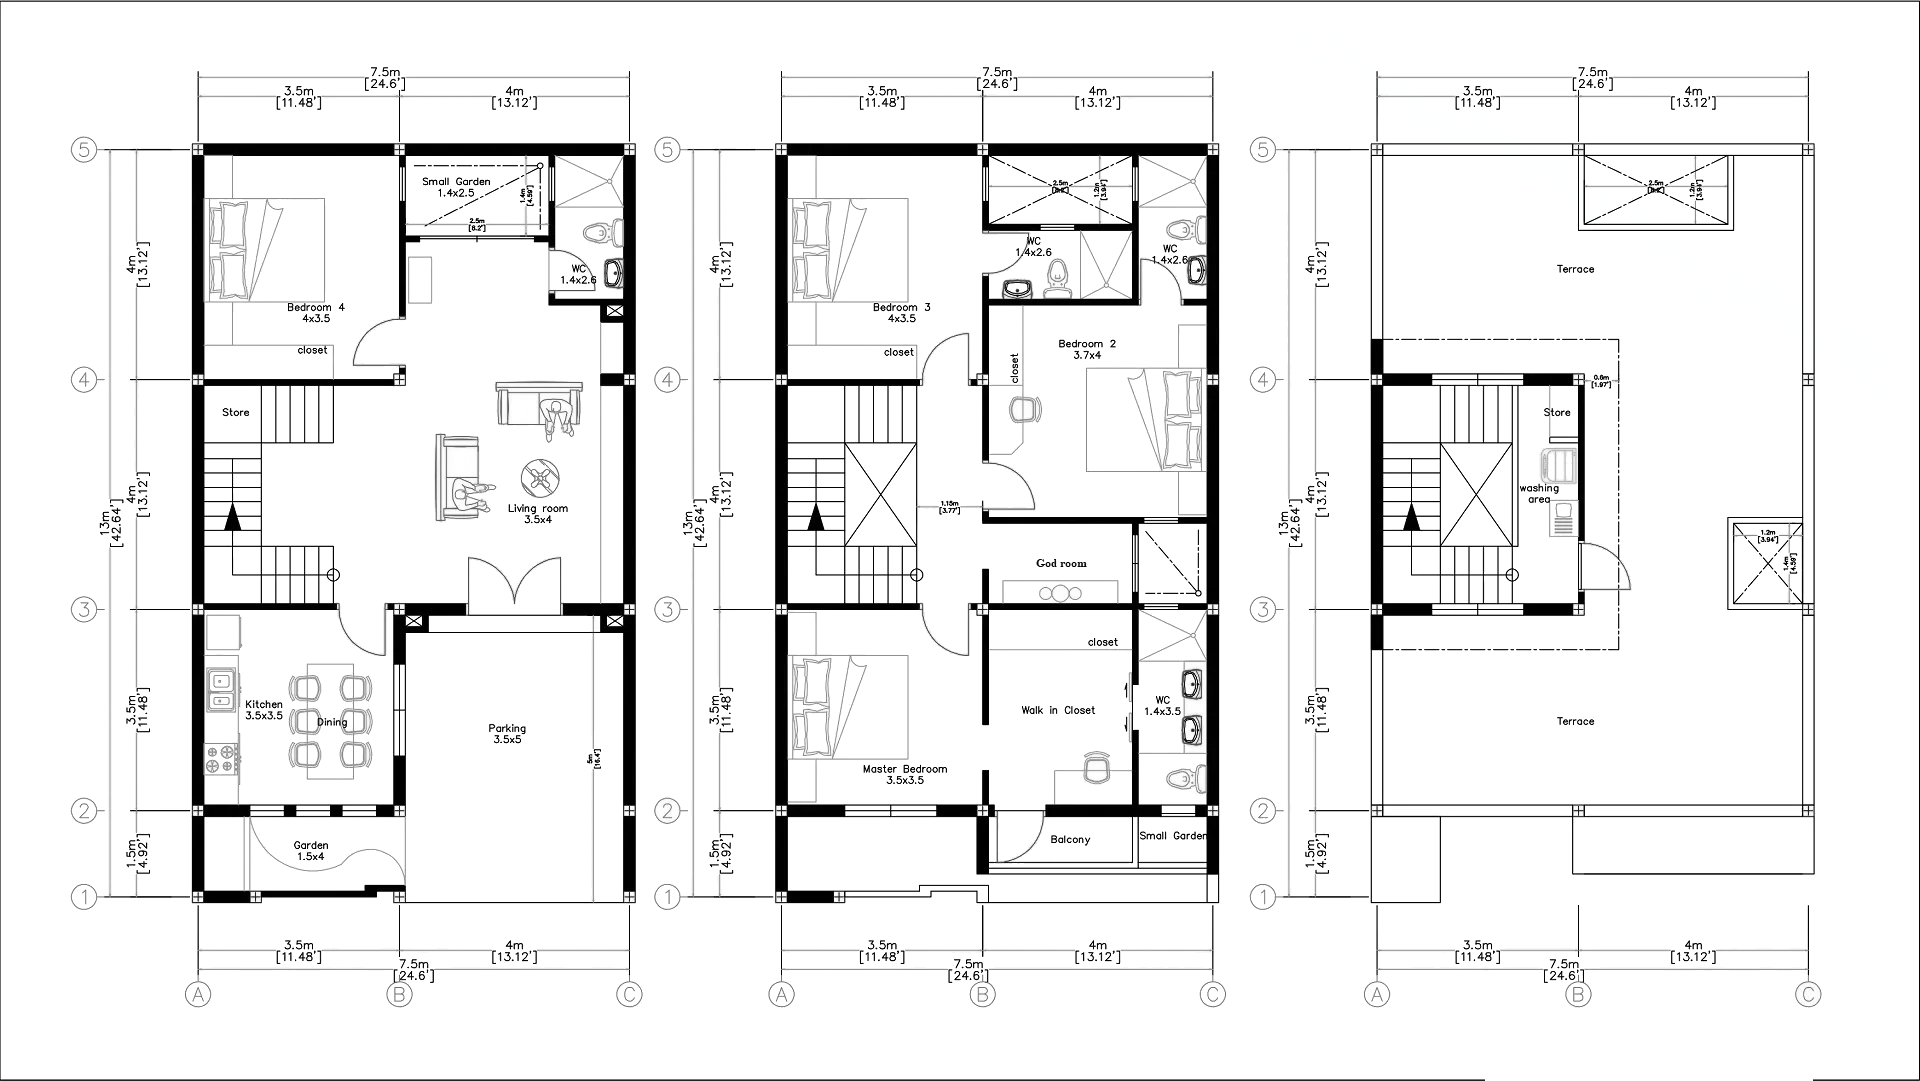 7.5m
[24.6']
3.5m
[11.48']
4m
[13.12']
5
4
3
2
1
4m
[13.12']
4m
[13.12']
13m
[42.64']
3.5m
[11.48']
1.5m
[4.92']
Small Garden
1.4x2.5
1.4m
[4.59']
2.5m
[8.2']
WC
1.4x2.6
Bedroom 4
4x3.5
closet
Store
Living room
3.5x4
Kitchen
3.5x3.5
Dining
Parking
3.5x5
5m
[16.4']
Garden
1.5x4
3.5m
[11.48']
4m
[13.12']
7.5m
[24.6']
A
B
C
7.5m
[24.6']
3.5m
[11.48']
4m
[13.12']
5
4
3
2
1
4m
[13.12']
4m
[13.12']
13m
[42.64']
3.5m
[11.48']
1.5m
[4.92']
2.5m
[8.2']
1.2m
[3.94']
WC
1.4x2.6
WC
1.4x2.6
Bedroom 3
4x3.5
closet
Bedroom 2
3.7x4
closet
1.15m
[3.77']
God room
closet
Walk in Closet
WC
1.4x3.5
Master Bedroom
3.5x3.5
Balcony
Small Garden
3.5m
[11.48']
4m
[13.12']
7.5m
[24.6']
A
B
C
7.5m
[24.6']
3.5m
[11.48']
4m
[13.12']
5
4
3
2
1
4m
[13.12']
4m
[13.12']
13m
[42.64']
3.5m
[11.48']
1.5m
[4.92']
2.5m
[8.2']
1.2m
[3.94']
Terrace
0.6m
[1.97']
Store
washing
area
1.2m
[3.94']
1.4m
[4.59']
Terrace
3.5m
[11.48']
4m
[13.12']
7.5m
[24.6']
A
B
C